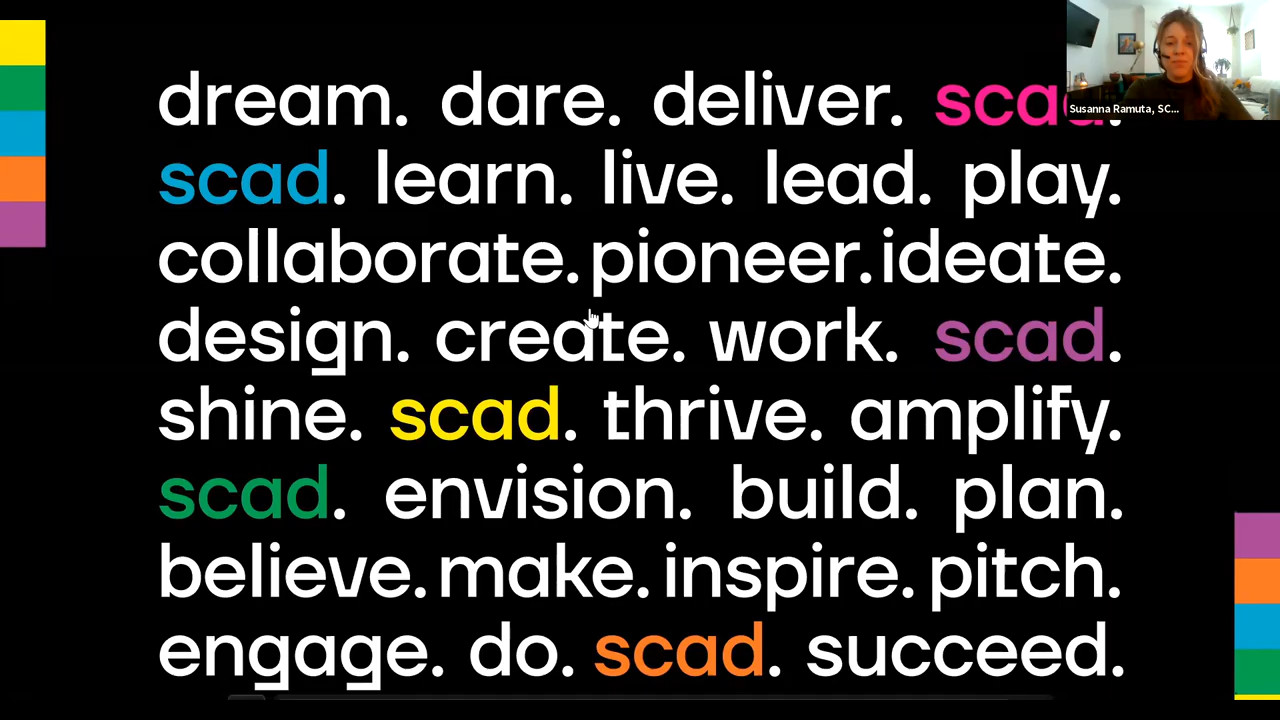 dream. dare. deliver. scad.
scad. learn. live. lead. play.
collaborate. pioneer. ideate.
design. create. work. scad.
shine. scad. thrive. amplify.
scad. envision. build. plan.
believe. make. inspire. pitch.
engage. do. scad. succeed.
Susanna Ramuta, SC...